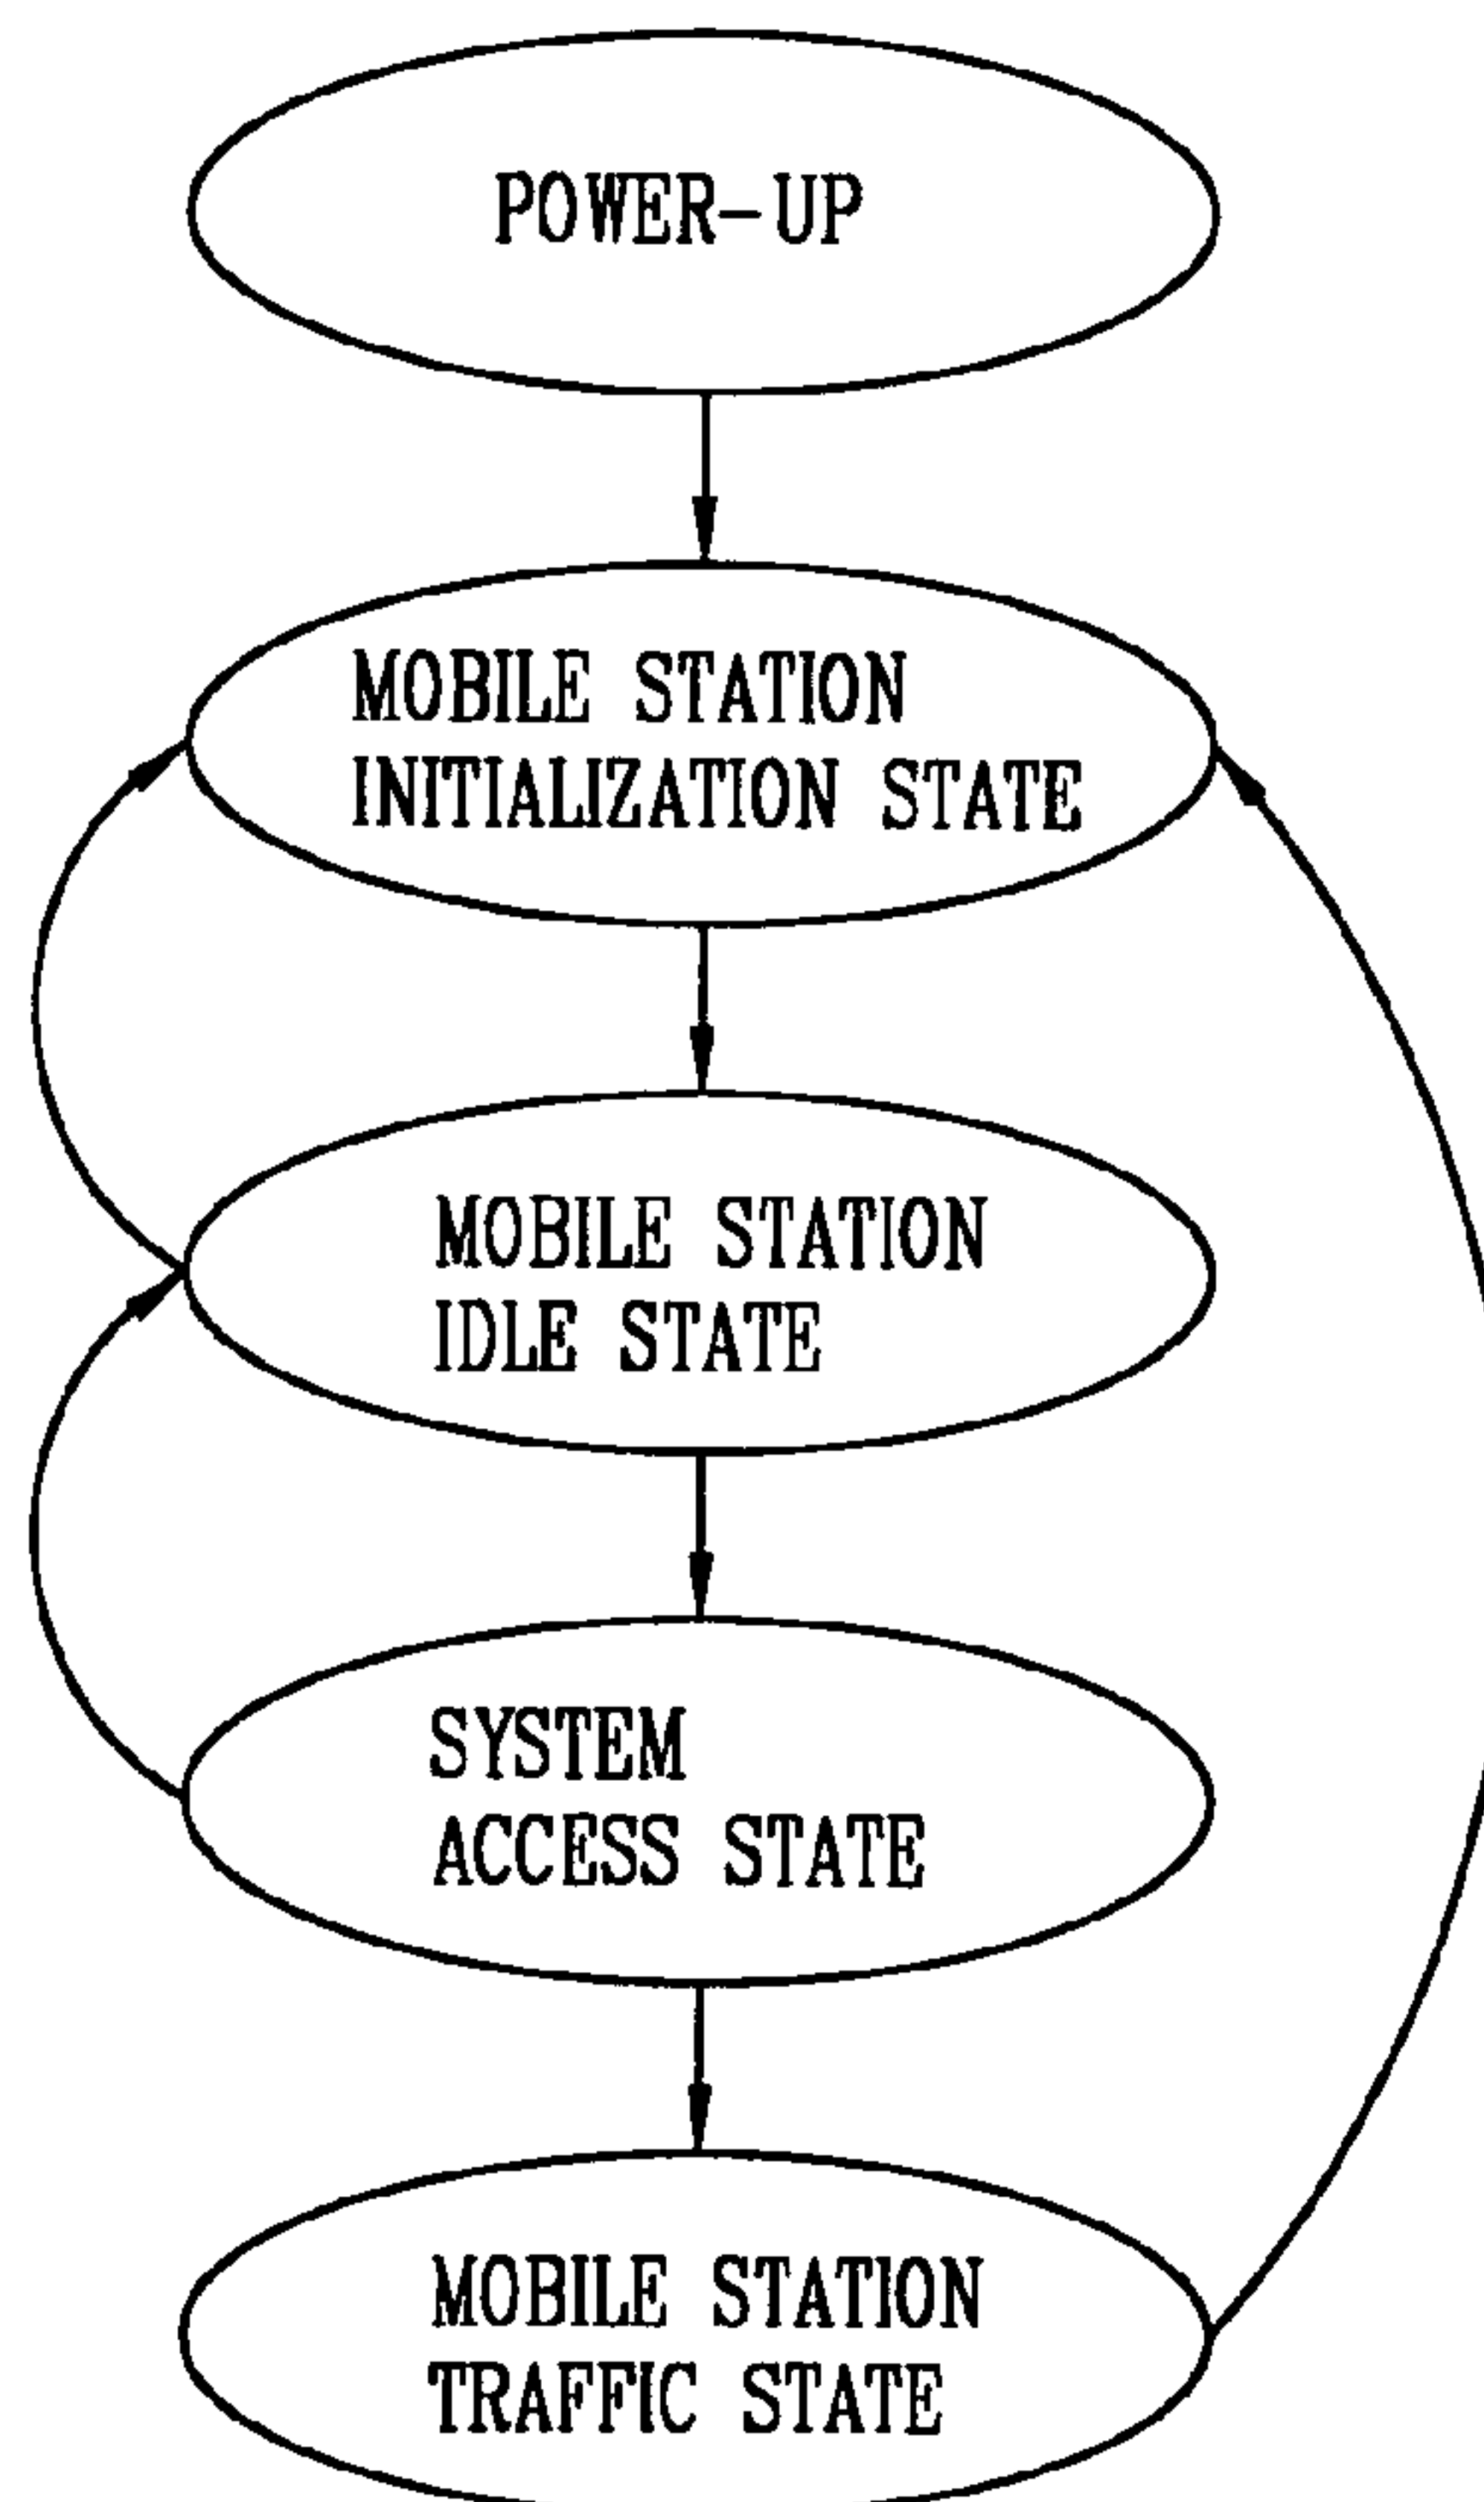 POWER-UP
MOBILE STATION
INITIALIZATION STATE
MOBILE STATION
IDLE STATE
SYSTEM
ACCESS STATE
MOBILE STATION
TRAFFIC STATE